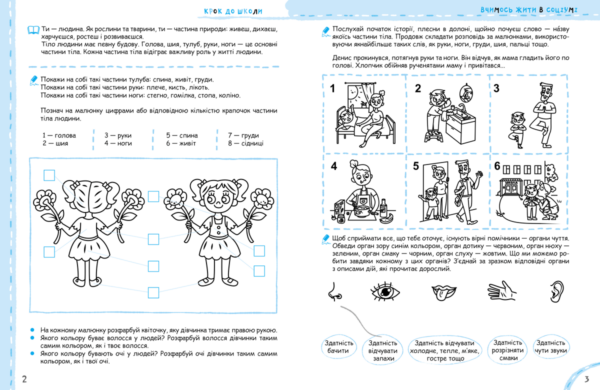 КРОК ДО ШКОЛИ
Ти — людина. Як рослини та тварини, ти — частина природи: живеш, дихаєш,
харчуєшся, ростеш і розвиваєшся.
Тіло людини має певну будову. Голова, шия, тулуб, руки, ноги — це основні
частини тіла. Кожна частина тіла відіграє важливу роль у житті людини.
Покажи на собі такі частини тулуба: спина, живіт, груди.
Покажи на собі такі частини руки: плече, кисть, лікоть.
Покажи на собі такі частини ноги: стегно, гомілка, стопа, коліно.
Познач на малюнку цифрами або відповідною кількістю крапочок частини
тіла людини.
1 — голова 3 — руки 5 — спина 7 — груди
2 — шия 4 — ноги 6 — живіт 8 — сідниці
На кожному малюнку розфарбуй квіточку, яку дівчинка тримає правою рукою.
Якого кольору буває волосся у людей? Розфарбуй волосся дівчинки таким
самим кольором, як і твоє волосся.
Якого кольору бувають очі у людей? Розфарбуй очі дівчинки таким самим
кольором, як і твої очі.
2
ВЧИМОСЬ ЖИТИ В СОЦІУМІ
Послухай початок історії, плесни в долоні, щойно почуєш слово — назву
якоїсь частини тіла. Продовж складати розповідь за малюнками, використо-
вуючи якнайбільше таких слів, як руки, ноги, груди, шия, пальці тощо.
Денис прокинувся, потягнув руки та ноги. Він відчув, як мама гладить його по
голові. Хлопчик обійняв рученятами маму і привітався...
1 2 3
4 5 6
Щоб сприймати все, що тебе оточує, існують вірні помічники — органи чуття.
Обведи орган зору синім кольором, орган дотику — червоним, орган нюху —
зеленим, орган смаку — чорним, орган слуху — жовтим. Що ми можемо ро-
бити завдяки кожному з цих органів? З'єднай за зразком відповідні органи
з описами дій, які прочитає дорослий.
Здатність
бачити
Здатність
відчувати
запахи
Здатність відчувати
холодне, тепле, м'яке,
гостре тощо
Здатність
розрізняти
смаки
Здатність
чути звуки
3